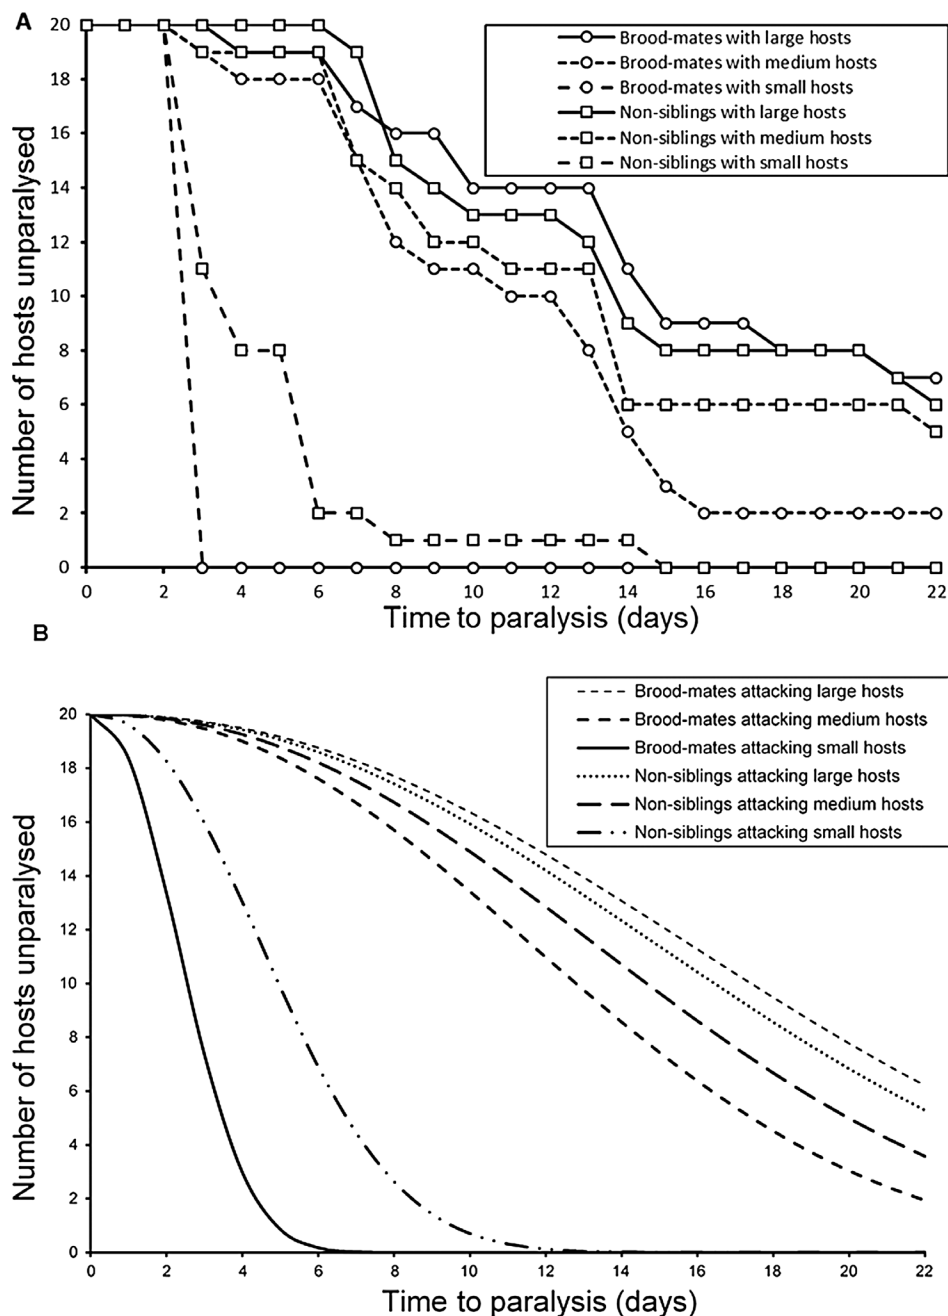 A
Number of hosts unparalysed
20
18
16
14
12
10
8
6
4
2
0
Brood-mates with large hosts
Brood-mates with medium hosts
Brood-mates with small hosts
Non-siblings with large hosts
Non-siblings with medium hosts
Non-siblings with small hosts
0 2 4 6 8 10 12 14 16 18 20 22
Time to paralysis (days)
B
Number of hosts unparalysed
20
18
16
14
12
10
8
6
4
2
0
Brood-mates attacking large hosts
Brood-mates attacking medium hosts
Brood-mates attacking small hosts
Non-siblings attacking large hosts
Non-siblings attacking medium hosts
Non-siblings attacking small hosts
0 2 4 6 8 10 12 14 16 18 20 22
Time to paralysis (days)